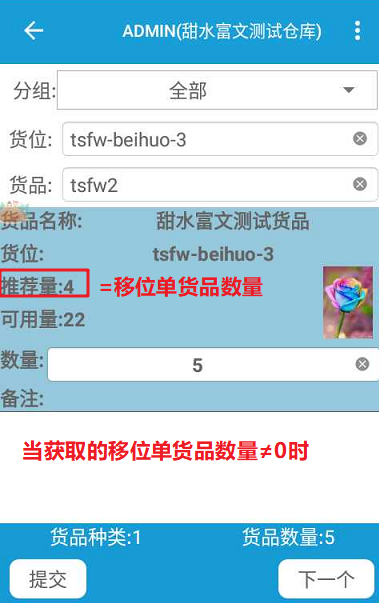 ADMIN(甜水富文测试仓库)
分组: 全部
货位: tsfw-beihuo-3
货品: tsfw2
货品名称: 甜水富文测试货品
货位: tsfw-beihuo-3
推荐量:4 =移位单货品数量
可用量:22
数量: 5
备注:
当获取的移位单货品数量≠0时
货品种类:1 货品数量:5
提交 下一个